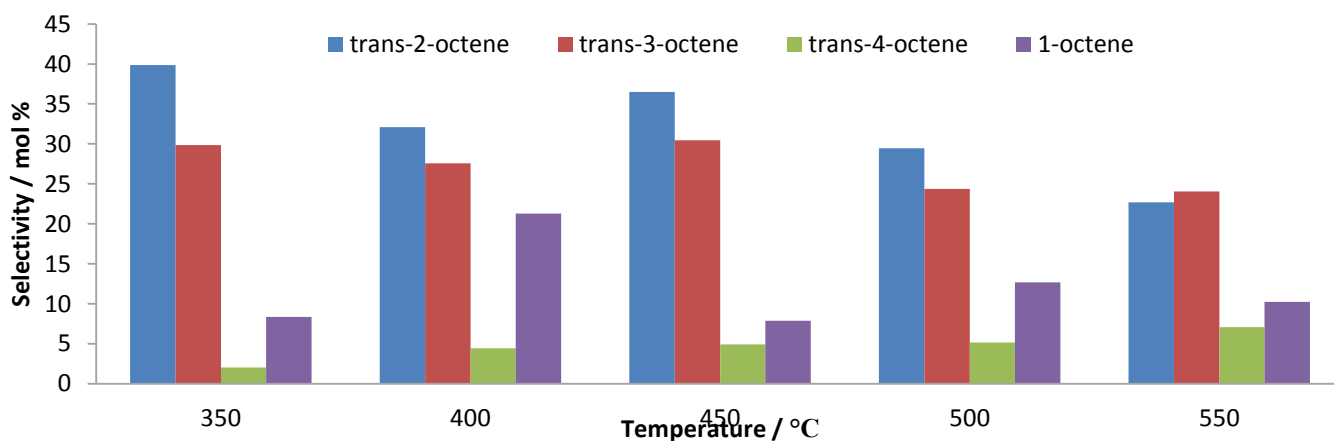 45
40
35
30
25
20
15
10
5
0
Selectivity / mol %
trans-2-octene trans-3-octene trans-4-octene 1-octene
350 400 450 500 550
Temperature / °C